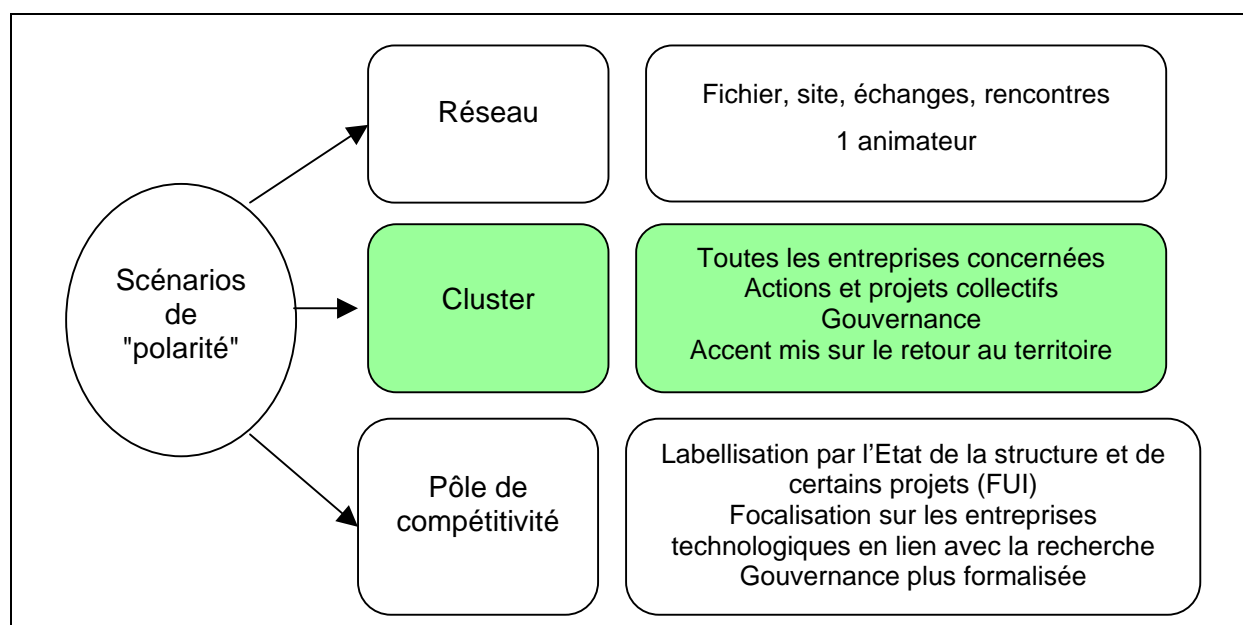 Scénarios
de
"polarité"
Réseau
Fichier, site, échanges, rencontres
1 animateur
Cluster
Toutes les entreprises concernées
Actions et projets collectifs
Gouvernance
Accent mis sur le retour au territoire
Pôle de
compétitivité
Labellisation par l'Etat de la structure et de
certains projets (FUI)
Focalisation sur les entreprises
technologiques en lien avec la recherche
Gouvernance plus formalisée